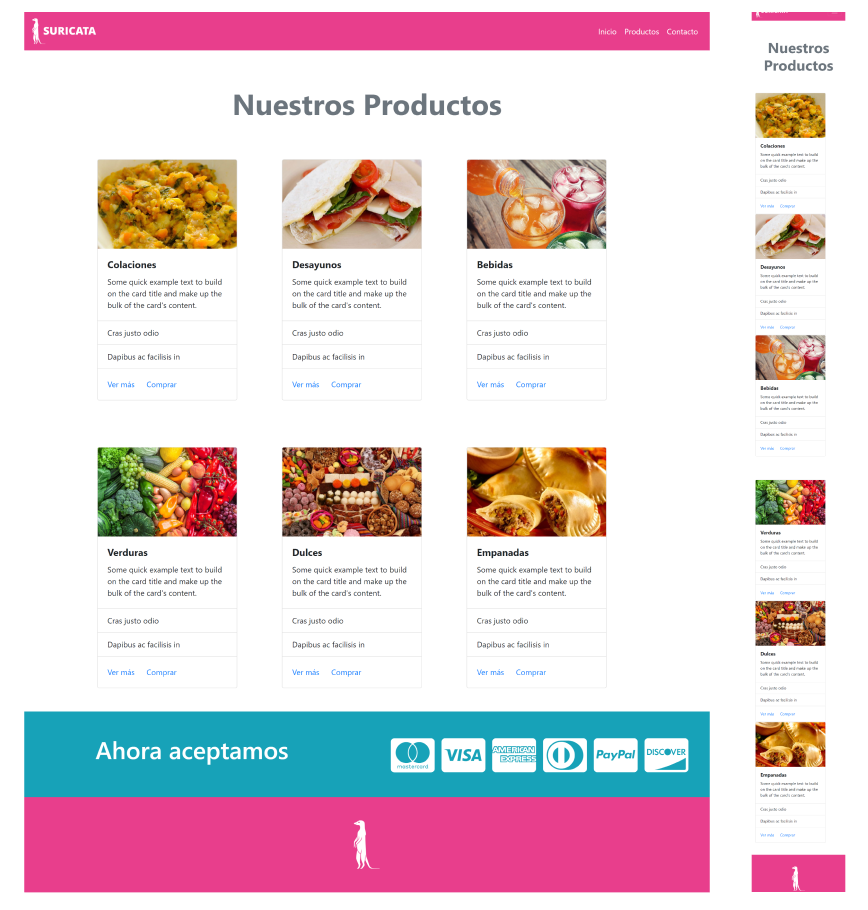 SURICATA
Inicio Productos Contacto
Nuestros Productos
Colaciones
Some quick example text to build
on the card title and make up the
bulk of the card's content.
Cras justo odio
Dapibus ac facilisis in
Ver más Comprar
Desayunos
Some quick example text to build
on the card title and make up the
bulk of the card's content.
Cras justo odio
Dapibus ac facilisis in
Ver más Comprar
Bebidas
Some quick example text to build
on the card title and make up the
bulk of the card's content.
Cras justo odio
Dapibus ac facilisis in
Ver más Comprar
Verduras
Some quick example text to build
on the card title and make up the
bulk of the card's content.
Cras justo odio
Dapibus ac facilisis in
Ver más Comprar
Dulces
Some quick example text to build
on the card title and make up the
bulk of the card's content.
Cras justo odio
Dapibus ac facilisis in
Ver más Comprar
Empanadas
Some quick example text to build
on the card title and make up the
bulk of the card's content.
Cras justo odio
Dapibus ac facilisis in
Ver más Comprar
Ahora aceptamos
mastercard
VISA
AMERICAN
EXPRESS
PayPal
DISCOVER
Nuestros
Productos
Colaciones
Some quick example text to build
on the card title and make up the
bulk of the card's content.
Cras justo odio
Dapibus ac facilisis in
Ver más Comprar
Desayunos
Some quick example text to build
on the card title and make up the
bulk of the card's content.
Cras justo odio
Dapibus ac facilisis in
Ver más Comprar
Bebidas
Some quick example text to build
on the card title and make up the
bulk of the card's content.
Cras justo odio
Dapibus ac facilisis in
Ver más Comprar
Verduras
Some quick example text to build
on the card title and make up the
bulk of the card's content.
Cras justo odio
Dapibus ac facilisis in
Ver más Comprar
Dulces
Some quick example text to build
on the card title and make up the
bulk of the card's content.
Cras justo odio
Dapibus ac facilisis in
Ver más Comprar
Empanadas
Some quick example text to build
on the card title and make up the
bulk of the card's content.
Cras justo odio
Dapibus ac facilisis in
Ver más Comprar